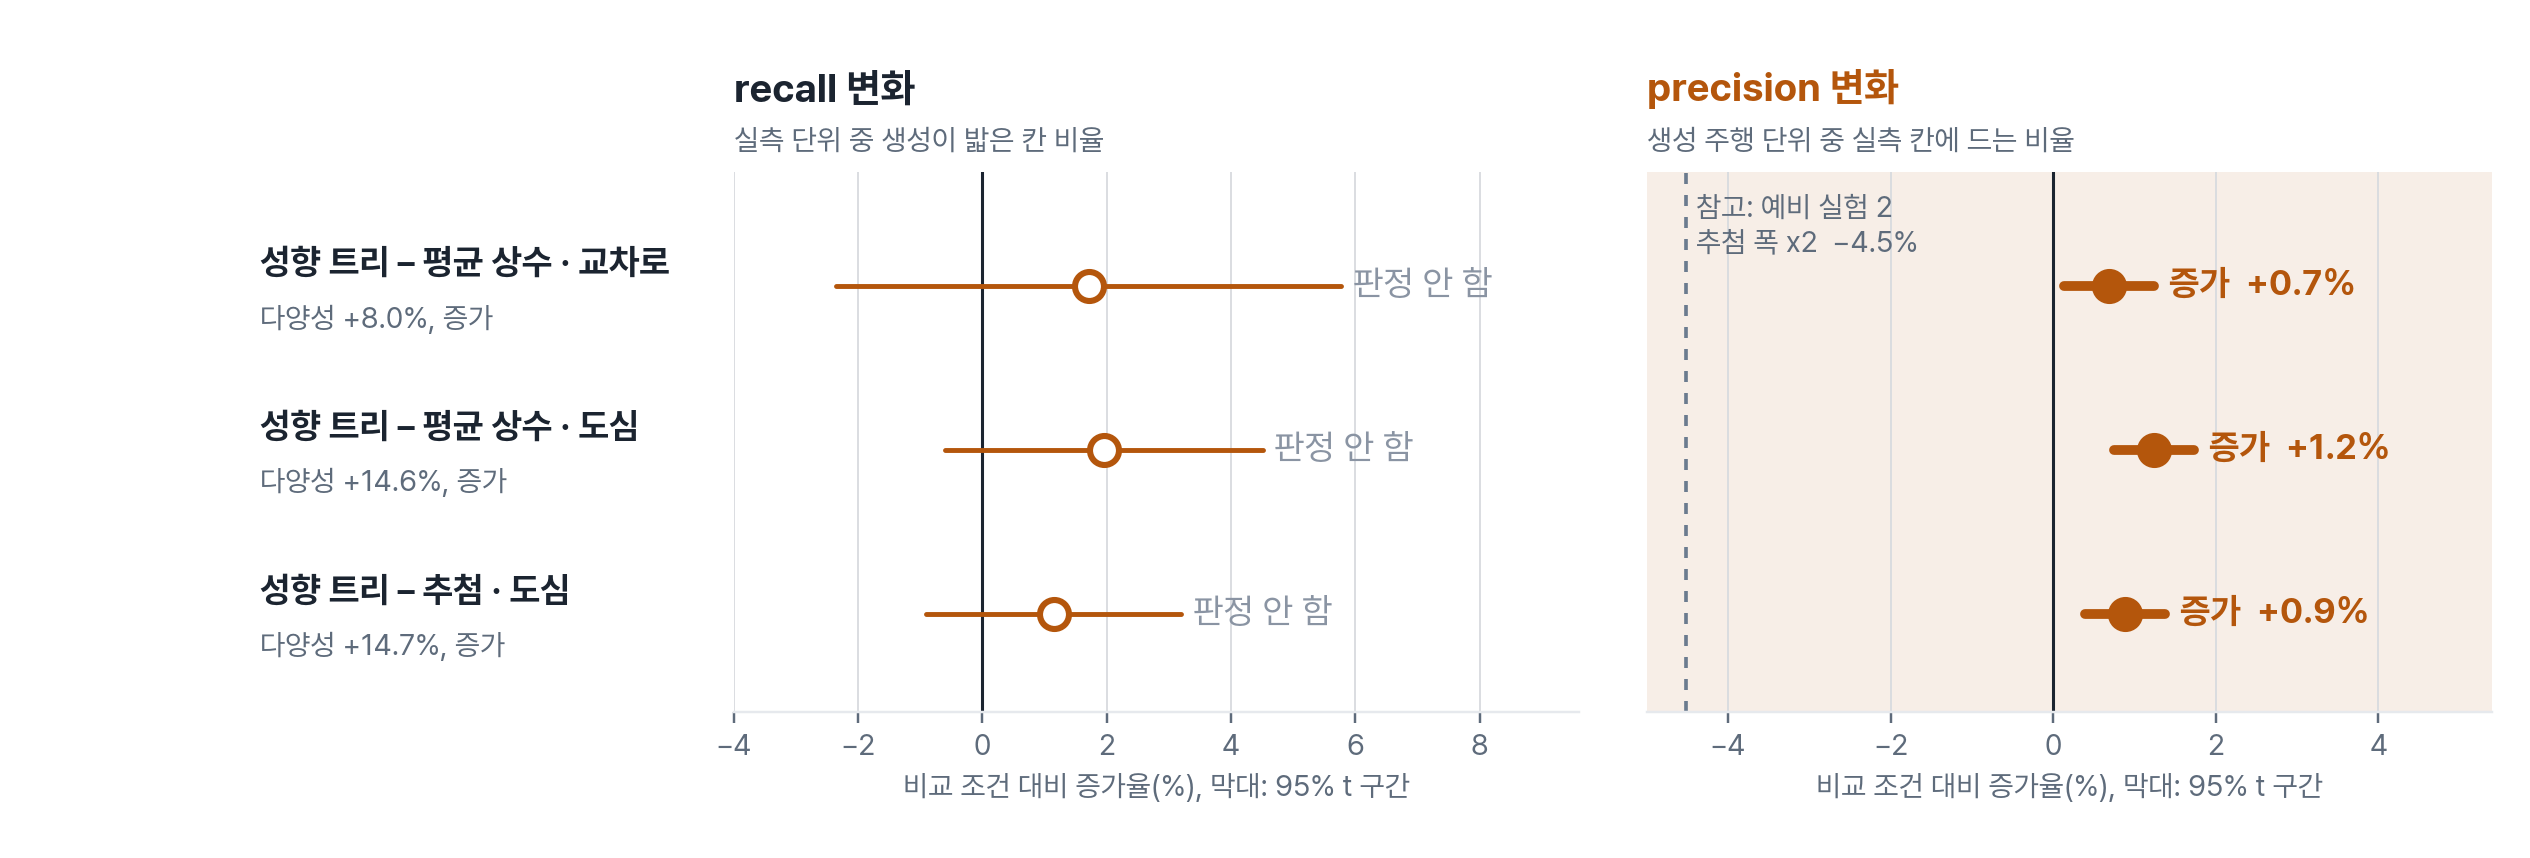 recall 변화
실측 단위 중 생성이 밟은 칸 비율
precision 변화
생성 주행 단위 중 실측 칸에 드는 비율
참고: 예비 실험 2
추첨 폭 x2 −4.5%
성향 트리 – 평균 상수 · 교차로
다양성 +8.0%, 증가
판정 안 함
증가 +0.7%
성향 트리 – 평균 상수 · 도심
다양성 +14.6%, 증가
판정 안 함
증가 +1.2%
성향 트리 – 추첨 · 도심
다양성 +14.7%, 증가
판정 안 함
증가 +0.9%
−4 −2 0 2 4 6 8
비교 조건 대비 증가율(%), 막대: 95% t 구간
−4 −2 0 2 4
비교 조건 대비 증가율(%), 막대: 95% t 구간